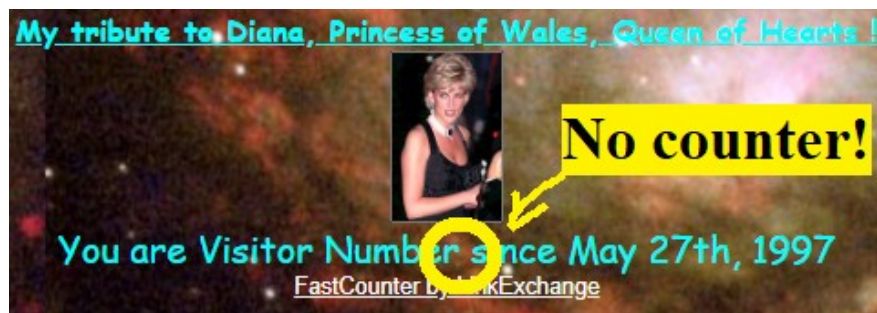 My tribute to Diana, Princess of Wales, Queen of Hearts !
No counter!
You are Visitor Number since May 27th, 1997
FastCounter by LinkExchange